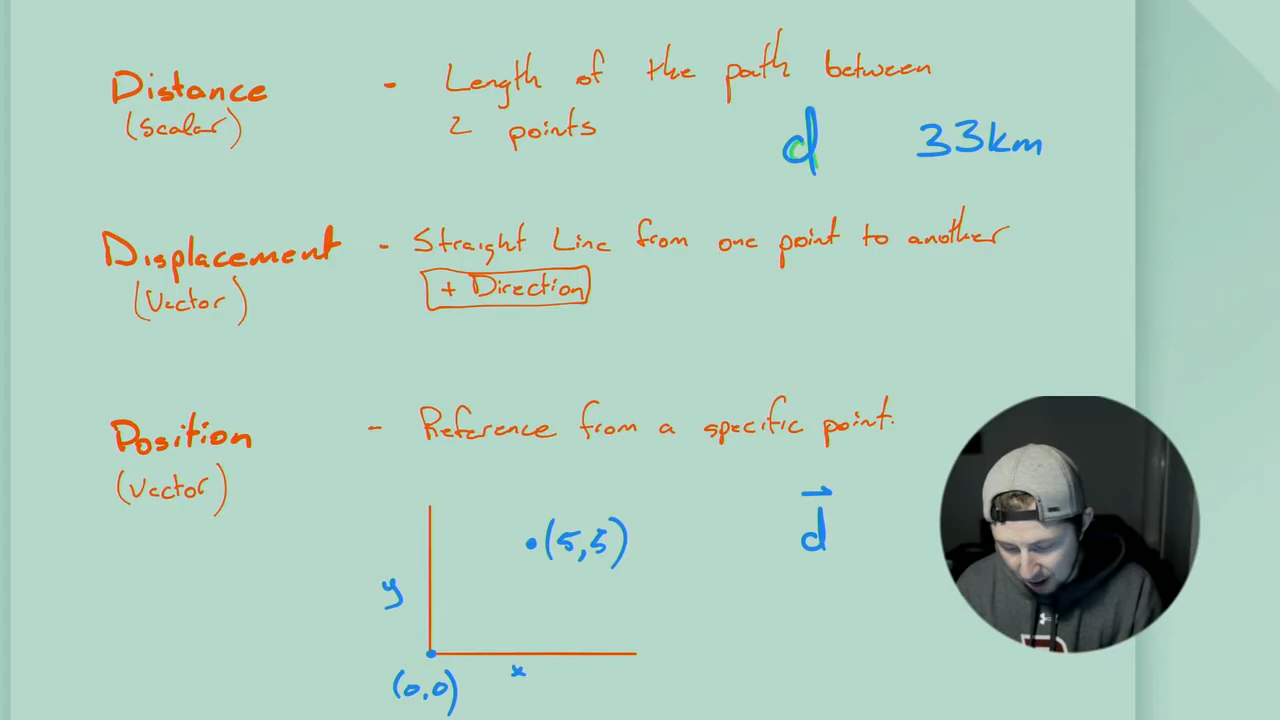 Distance - Length of the path between
(Scalar) 2 points
d 33km
Displacement - Straight Line from one point to another
(Vector) + Direction
Position - Reference from a specific point.
(Vector)
d
(5,5)
y
x
(0,0)